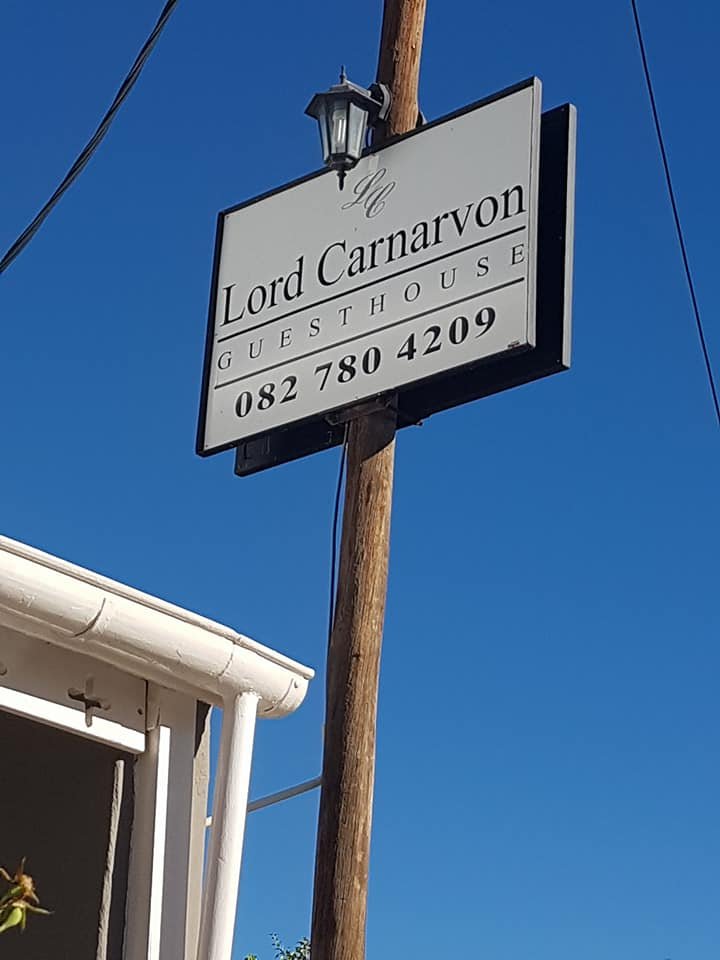 LC
Lord Carnarvon
GUESTHOUSE
082 780 4209